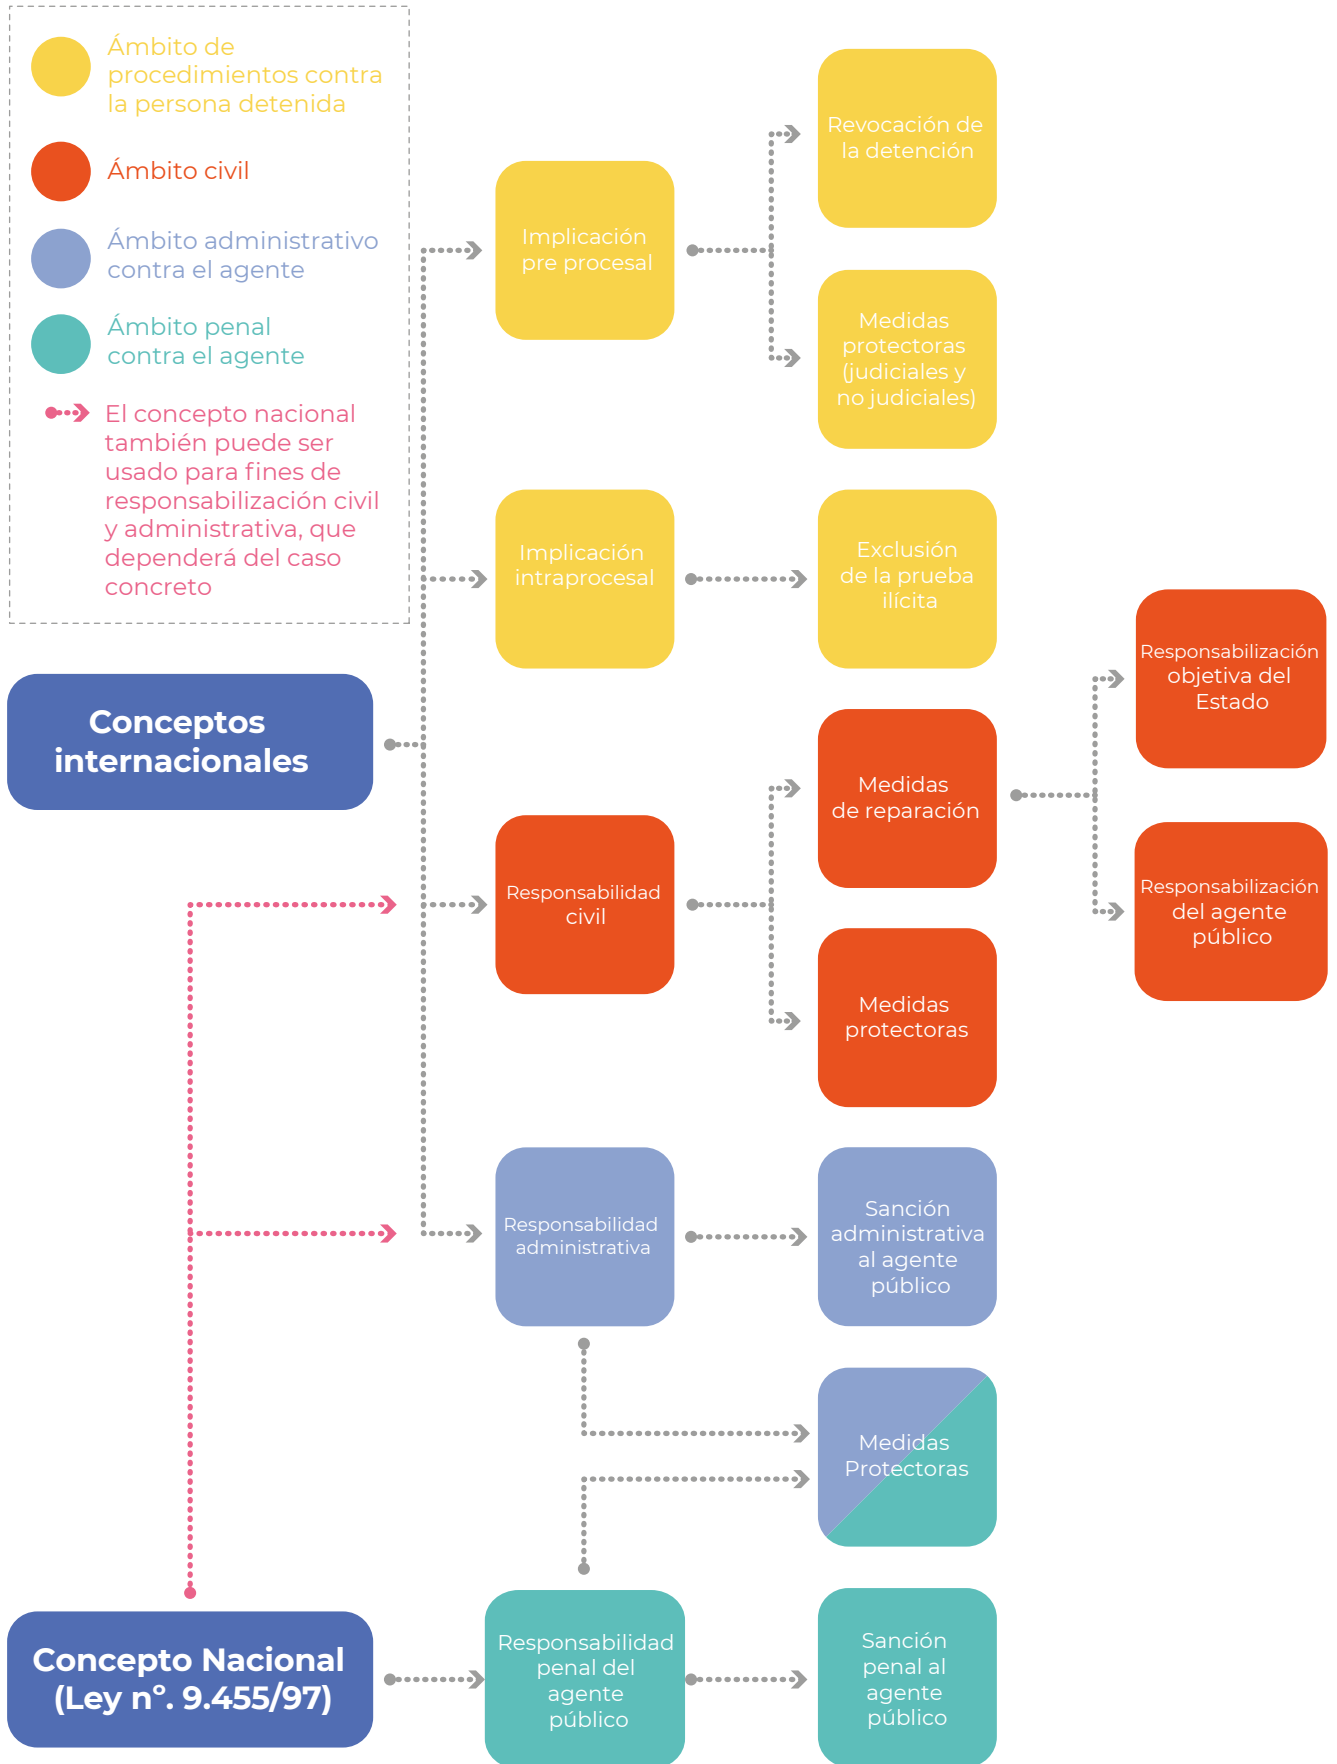 Ámbito de
procedimientos contra
la persona detenida
Ámbito civil
Ámbito administrativo
contra el agente
Ámbito penal
contra el agente
El concepto nacional
también puede ser
usado para fines de
responsabilización civil
y administrativa, que
dependerá del caso
concreto
Conceptos
internacionales
Implicación
pre procesal
Revocación de
la detención
Medidas
protectoras
(judiciales y
no judiciales)
Implicación
intraprocesal
Exclusión
de la prueba
ilícita
Responsabilidad
civil
Medidas
de reparación
Responsabilización
objetiva del
Estado
Responsabilización
del agente
público
Medidas
protectoras
Responsabilidad
administrativa
Sanción
administrativa
al agente
público
Medidas
Protectoras
Concepto Nacional
(Ley nº. 9.455/97)
Responsabilidad
penal del
agente
público
Sanción
penal al
agente
público